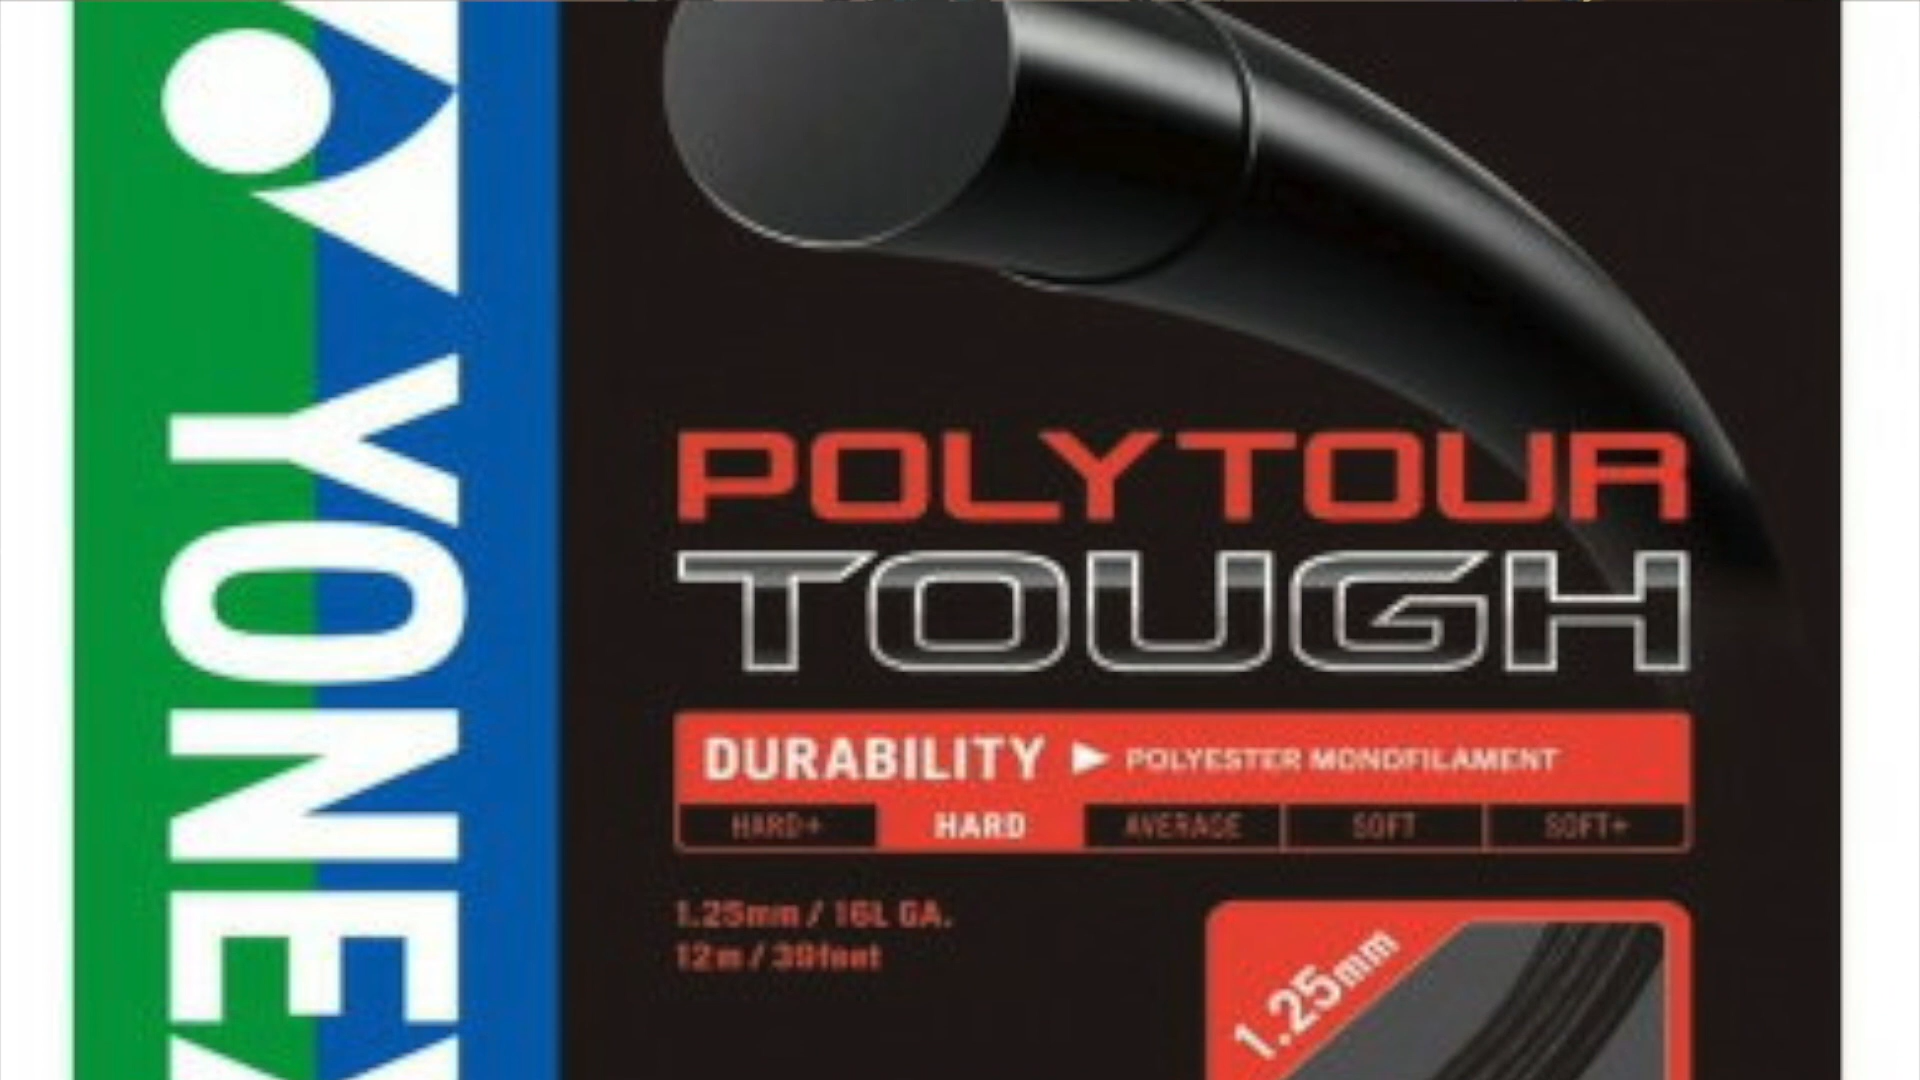 YONEX
POLYTOUR
TOUGH
DURABILITY ▶ POLYESTER MONOFILAMENT
HARD+ HARD AVERAGE SOFT SOFT+
1.25mm / 16L GA.
12m / 39feet
1.25mm